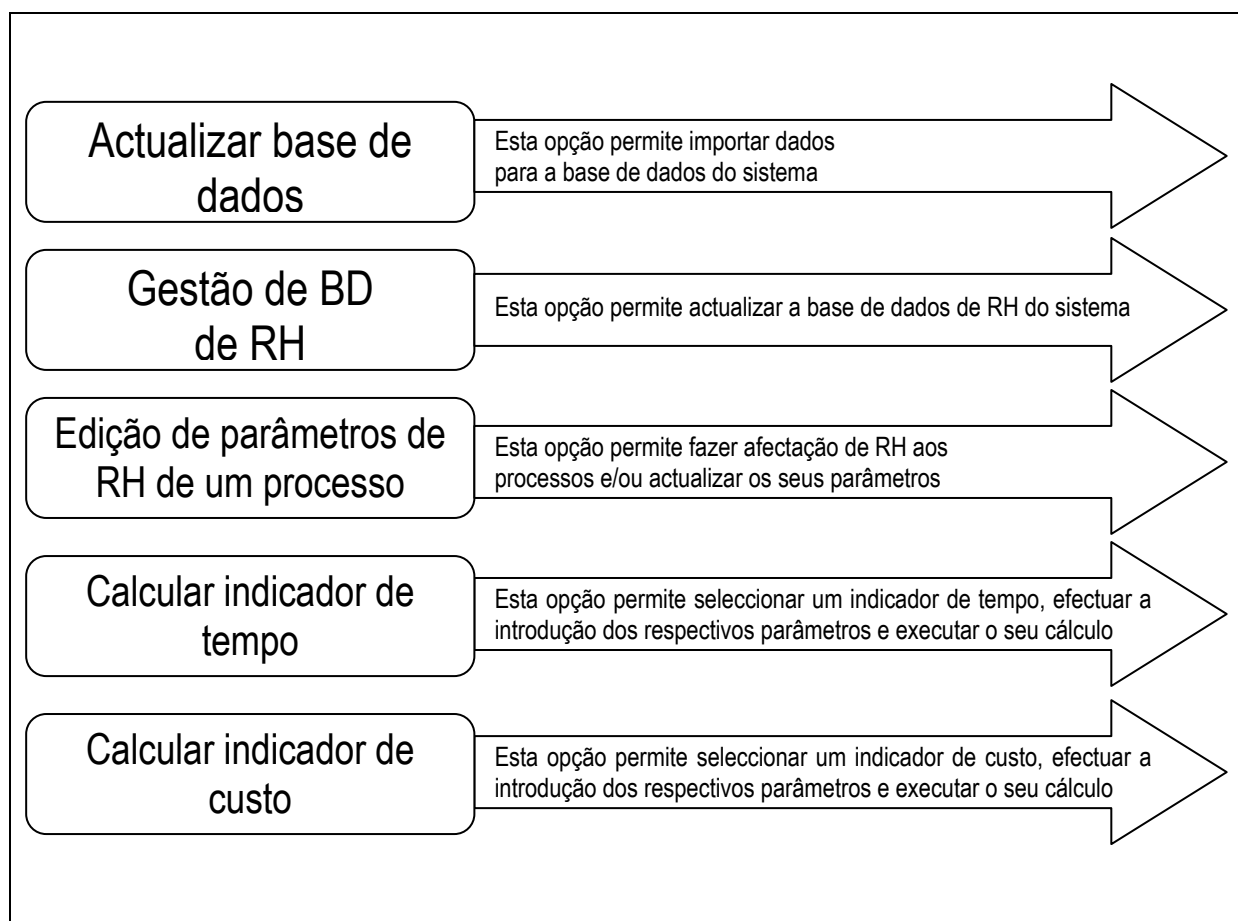 Actualizar base de
dados
Esta opção permite importar dados
para a base de dados do sistema
Gestão de BD
de RH
Esta opção permite actualizar a base de dados de RH do sistema
Edição de parâmetros de
RH de um processo
Esta opção permite fazer afectação de RH aos
processos e/ou actualizar os seus parâmetros
Calcular indicador de
tempo
Esta opção permite seleccionar um indicador de tempo, efectuar a
introdução dos respectivos parâmetros e executar o seu cálculo
Calcular indicador de
custo
Esta opção permite seleccionar um indicador de custo, efectuar a
introdução dos respectivos parâmetros e executar o seu cálculo